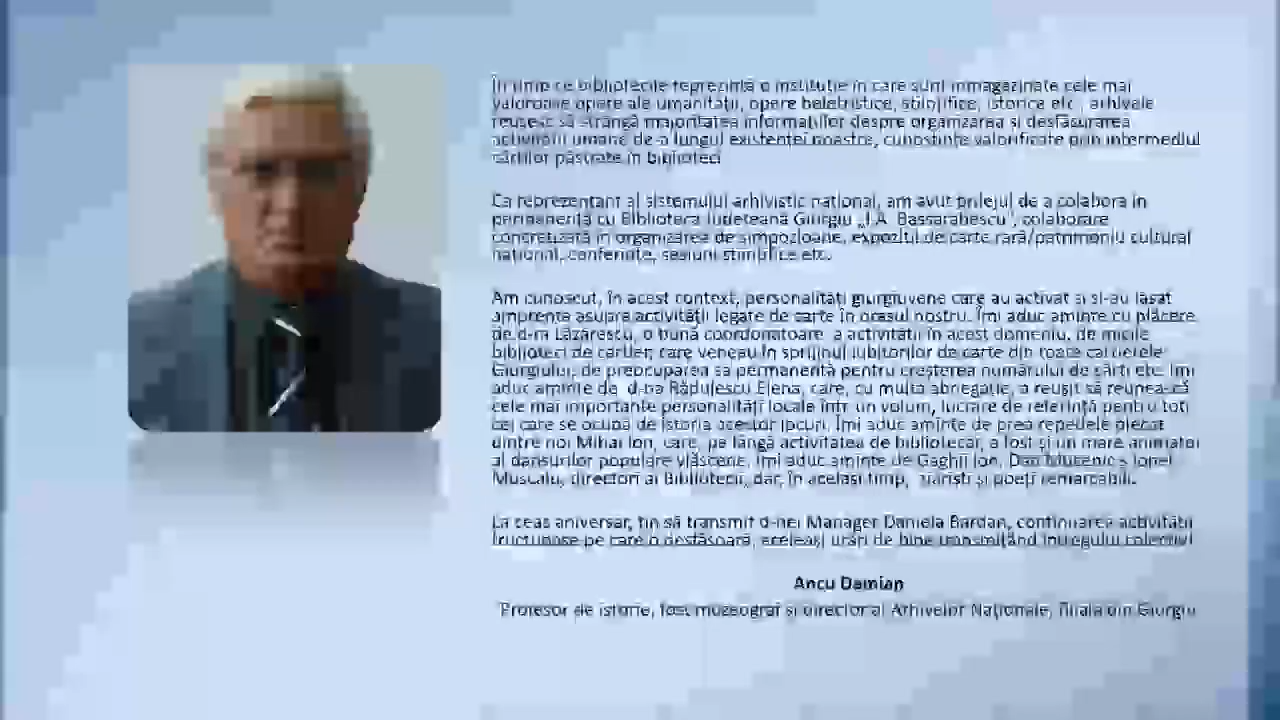 În timp ce bibliotecile reprezintă o instituție în care sunt înmagazinate cele mai
valoroase opere ale umanității, opere beletristice, științifice, istorice etc., arhivele
reușesc să strângă majoritatea informațiilor despre organizarea și desfășurarea
activității umane de-a lungul existenței noastre, cunoștințe valorificate prin intermediul
cărților păstrate în biblioteci
Ca reprezentant al sistemului arhivistic național, am avut prilejul de a colabora în
permanență cu Biblioteca Județeană Giurgiu „I.A. Bassarabescu”, colaborare
concretizată în organizarea de simpozioane, expoziții de carte rară/patrimoniu cultural
național, conferințe, sesiuni științifice etc.
Am cunoscut, în acest context, personalități giurgiuvene care au activat și și-au lăsat
amprenta asupra activității legate de carte în orașul nostru. Îmi aduc aminte cu plăcere
de d-na Lăzărescu, o bună coordonatoare a activității în acest domeniu, de micile
biblioteci de cartier, care veneau în sprijinul iubitorilor de carte din toate cartierele
Giurgiului, de preocuparea sa permanentă pentru creșterea numărului de cărți etc. Îmi
aduc aminte de d-na Rădulescu Elena, care, cu multă abnegație, a reușit să reunească
cele mai importante personalități locale într-un volum, lucrare de referință pentru toți
cei care se ocupă de istoria acestor locuri. Îmi aduc aminte de prea repede plecat
dintre noi Mihai Ion, care, pe lângă activitatea de bibliotecar, a fost și un mare animator
al dansurilor populare vlăscene. Îmi aduc aminte de Gaghii Ion, Dan Mucenic și Ionel
Muscalu, directori ai Bibliotecii, dar, în același timp, ziariști și poeți remarcabili.
La ceas aniversar, țin să transmit d-nei Manager Daniela Bardan, continuarea activității
fructuoase pe care o desfășoară, aceleași urări de bine transmițând întregului colectiv!
Ancu Damian
Profesor de istorie, fost muzeograf și director al Arhivelor Naționale, filiala din Giurgiu